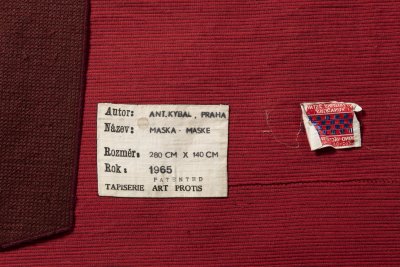 Autor: ANT.KYBAL, PRAHA
Název: MASKA - MASKE
Rozměr: 280 CM X 140 CM
Rok: 1965
PATENTED
TAPISERIE ART PROTIS